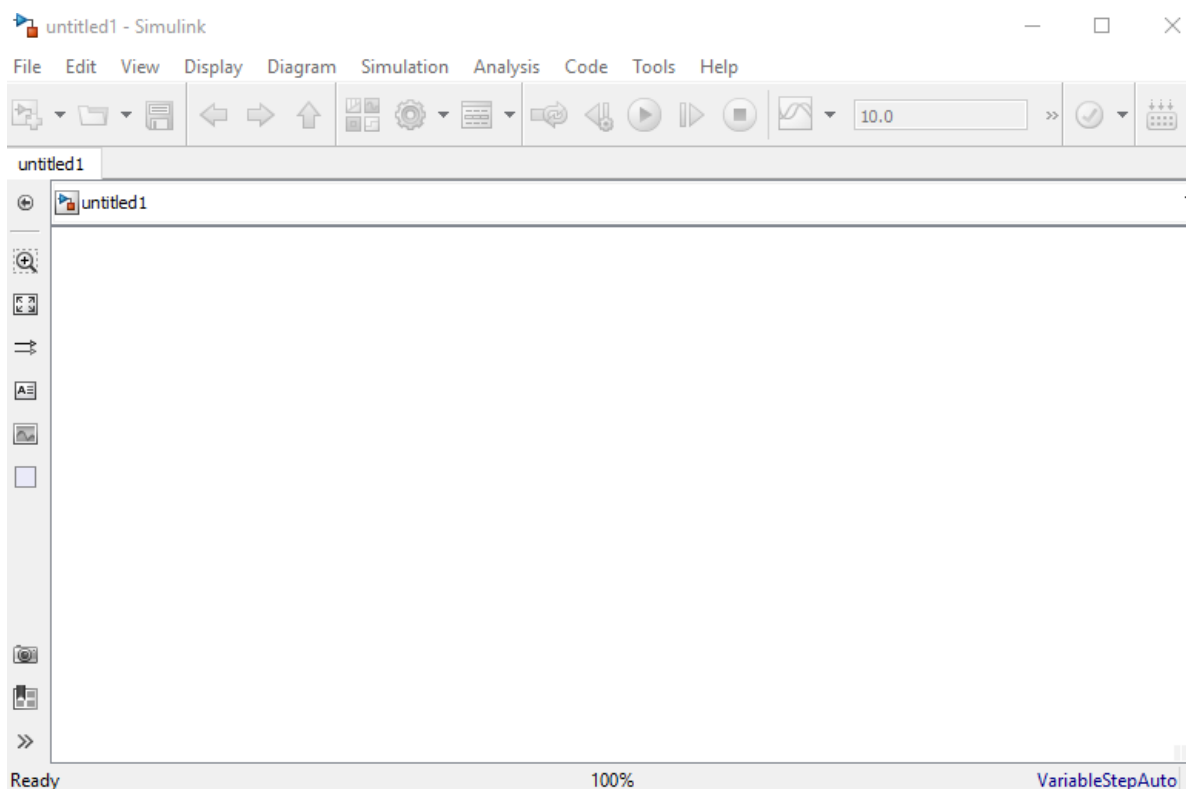 untitled1 - Simulink
File Edit View Display Diagram Simulation Analysis Code Tools Help
10.0
untitled1
untitled1
Ready 100% VariableStepAuto